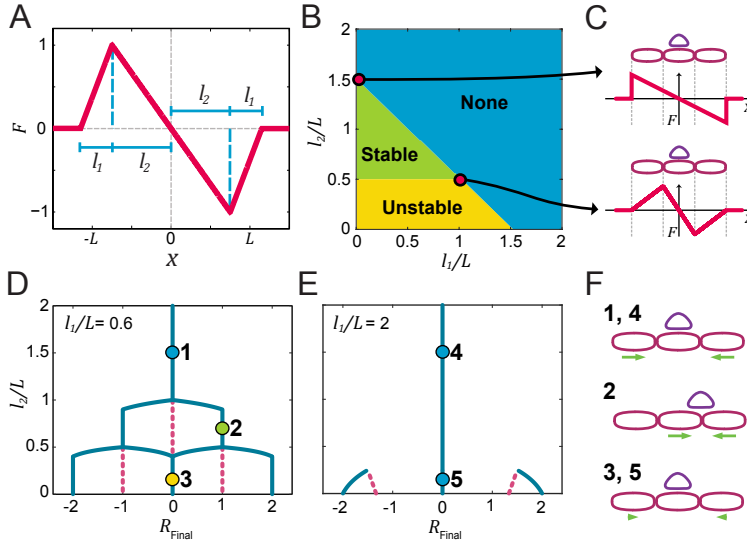 A
F
1
0
-1
l₂
l₁
l₁
l₂
-L
0
L
X
B
l₂/L
2
1.5
1
0.5
0
None
Stable
Unstable
0
0.5
1
1.5
2
l₁/L
C
F
F
D
l₁/L = 0.6
l₂/L
2
1.5
1
0.5
0
1
2
3
-2
-1
0
1
2
R Final
E
l₁/L = 2
4
5
-2
-1
0
1
2
R Final
F
1, 4
2
3, 5